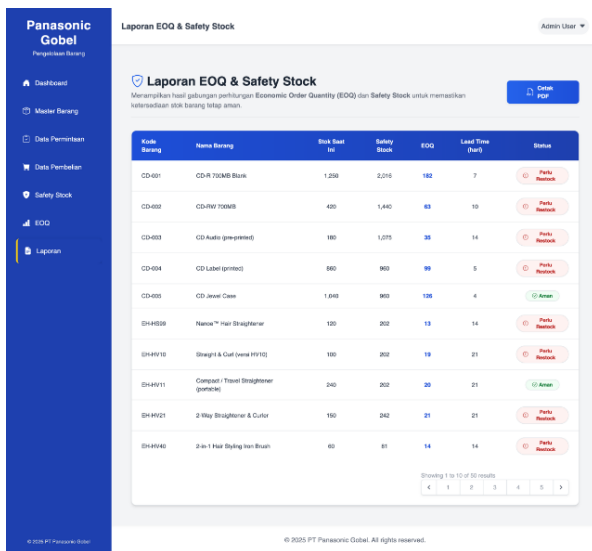 Panasonic
Gobel
Pengelolaan Barang
Dashboard
Master Barang
Data Permintaan
Data Pembelian
Safety Stock
EOQ
Laporan
© 2025 PT Panasonic Gobel
Laporan EOQ & Safety Stock
Admin User
Laporan EOQ & Safety Stock
Menampilkan hasil gabungan perhitungan Economic Order Quantity (EOQ) dan Safety Stock untuk memastikan
ketersediaan stok barang tetap aman.
Cetak
PDF
Kode Barang Nama Barang Stok Saat Ini Safety Stock EOQ Lead Time (hari) Status
CD-001 CD-R 700MB Blank 1,250 2,015 182 7 Perlu Restock
CD-002 CD-RW 700MB 420 1,440 63 10 Perlu Restock
CD-003 CD Audio (pre-printed) 180 1,075 35 14 Perlu Restock
CD-004 CD Label (printed) 860 960 99 5 Perlu Restock
CD-005 CD Jewel Case 1,040 960 126 4 Aman
EH-HS99 Nanoe™ Hair Straightener 120 202 13 14 Perlu Restock
EH-HV10 Straight & Curl (versi HV10) 100 202 19 21 Perlu Restock
EH-HV11 Compact / Travel Straightener (portable) 240 202 20 21 Aman
EH-HV21 2-Way Straightener & Curler 150 242 21 21 Perlu Restock
EH-HV40 2-in-1 Hair Styling Iron Brush 60 81 14 14 Perlu Restock
Showing 1 to 10 of 50 results
1 2 3 4 5
© 2025 PT Panasonic Gobel. All rights reserved.